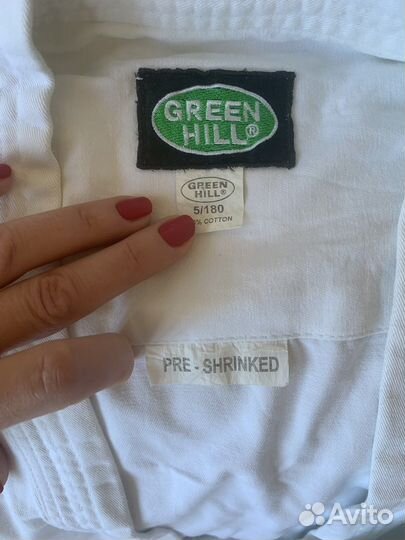 GREEN
HILL®
GREEN
HILL®
5/180
% COTTON
PRE - SHRINKED
Avito